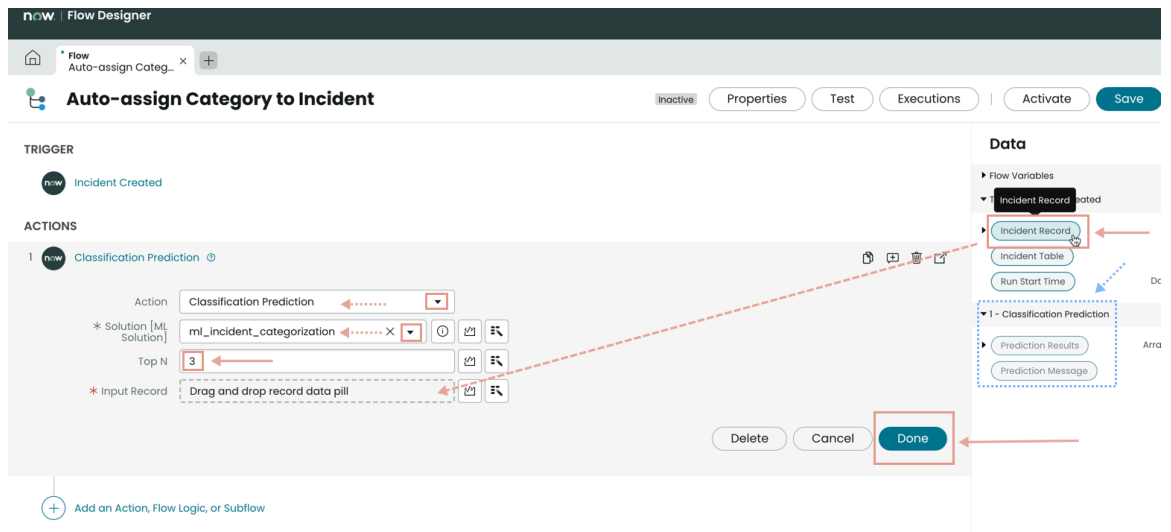 now. | Flow Designer
Flow
Auto-assign Categ...
Auto-assign Category to Incident
Inactive
Properties
Test
Executions
Activate
Save
TRIGGER
now
Incident Created
ACTIONS
1 now Classification Prediction
Action Classification Prediction
* Solution [ML
Solution]
ml_incident_categorization
Top N 3
* Input Record Drag and drop record data pill
Delete
Cancel
Done
Add an Action, Flow Logic, or Subflow
Data
Flow Variables
Incident Record
Incident Record
Incident Table
Run Start Time
1 - Classification Prediction
Prediction Results
Prediction Message